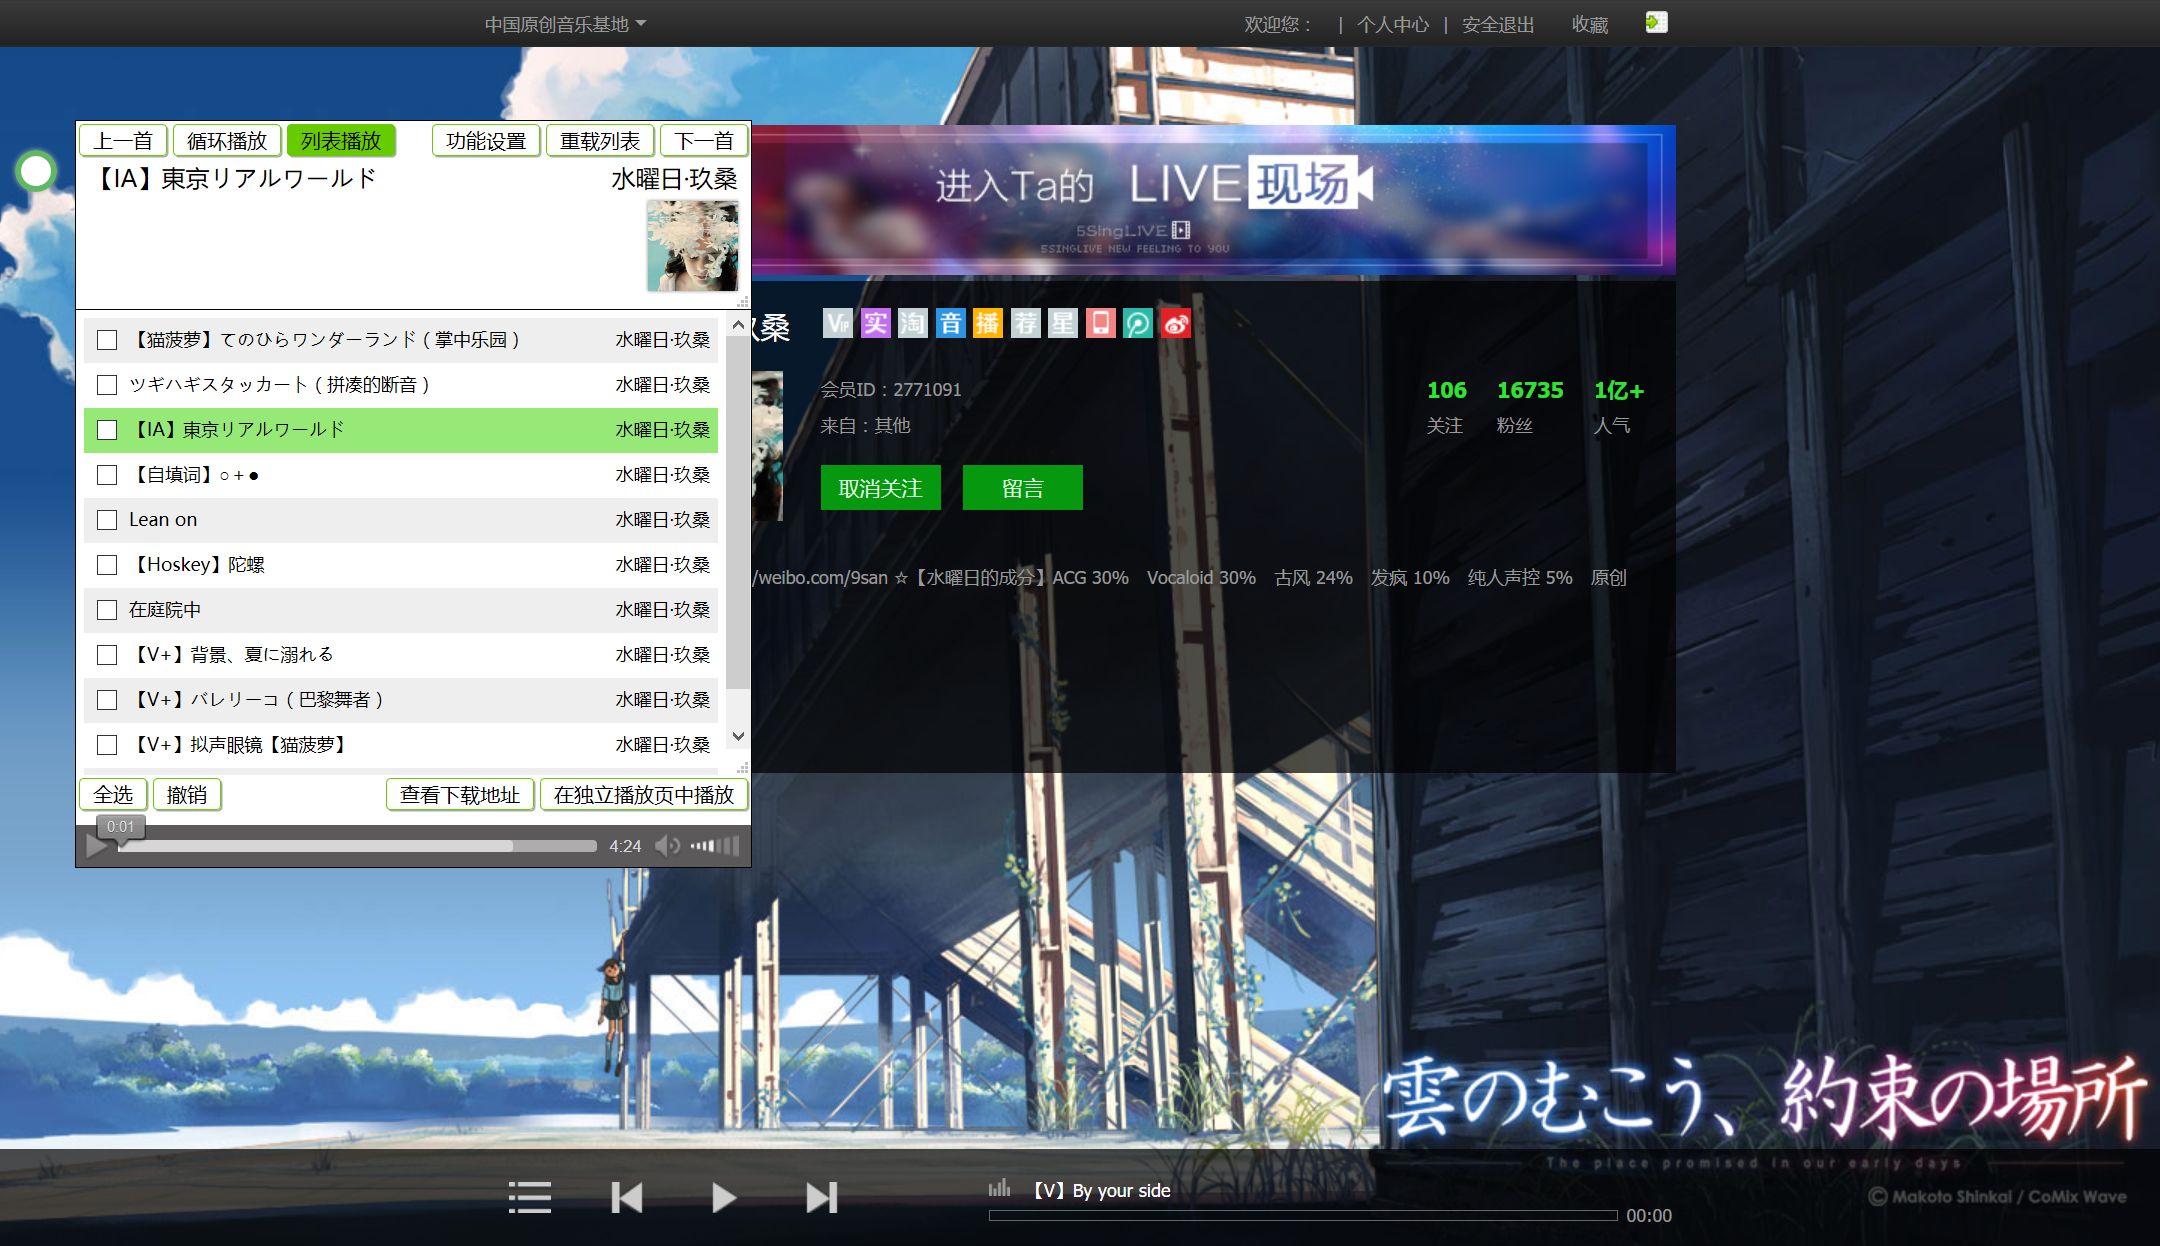 中国原创音乐基地
欢迎您： | 个人中心 | 安全退出 收藏
上一首 循环播放 列表播放 功能设置 重载列表 下一首
【IA】東京リアルワールド 水曜日·玖桑
进入Ta的 LIVE现场
5SingLIVE
5SINGLIVE NEW FEELING TO YOU
【猫菠萝】てのひらワンダーランド（掌中乐园） 水曜日·玖桑
ツギハギスタッカート（拼凑的断音） 水曜日·玖桑
【IA】東京リアルワールド 水曜日·玖桑
【自填词】○+● 水曜日·玖桑
Lean on 水曜日·玖桑
【Hoskey】陀螺 水曜日·玖桑
在庭院中 水曜日·玖桑
【V+】背景、夏に溺れる 水曜日·玖桑
【V+】バレリーコ（巴黎舞者） 水曜日·玖桑
【V+】拟声眼镜【猫菠萝】 水曜日·玖桑
全选 撤销 查看下载地址 在独立播放页中播放
0:01
4:24
玖桑 VIP 实 淘 音 播 荐 星
会员ID：2771091
来自：其他
106 16735 1亿+
关注 粉丝 人气
取消关注 留言
/weibo.com/9san ☆【水曜日的成分】ACG 30% Vocaloid 30% 古风 24% 发疯 10% 纯人声控 5% 原创
雲のむこう、約束の場所
The place promised in our early days
© Makoto Shinkai / CoMix Wave
【V】By your side
00:00